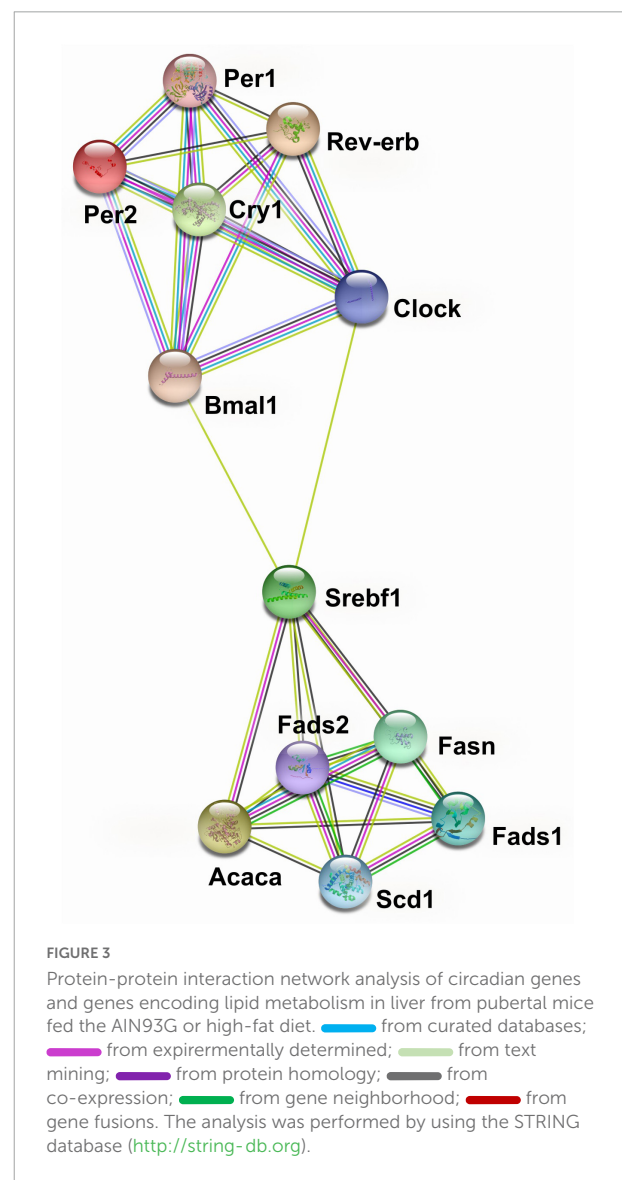 Per1
Rev-erb
Per2
Cry1
Clock
Bmal1
Srebf1
Fads2
Fasn
Fads1
Acaca
Scd1
FIGURE 3
Protein-protein interaction network analysis of circadian genes
and genes encoding lipid metabolism in liver from pubertal mice
fed the AIN93G or high-fat diet. from curated databases;
from expirermentally determined; from text
mining; from protein homology; from
co-expression; from gene neighborhood; from
gene fusions. The analysis was performed by using the STRING
database (http://string-db.org).